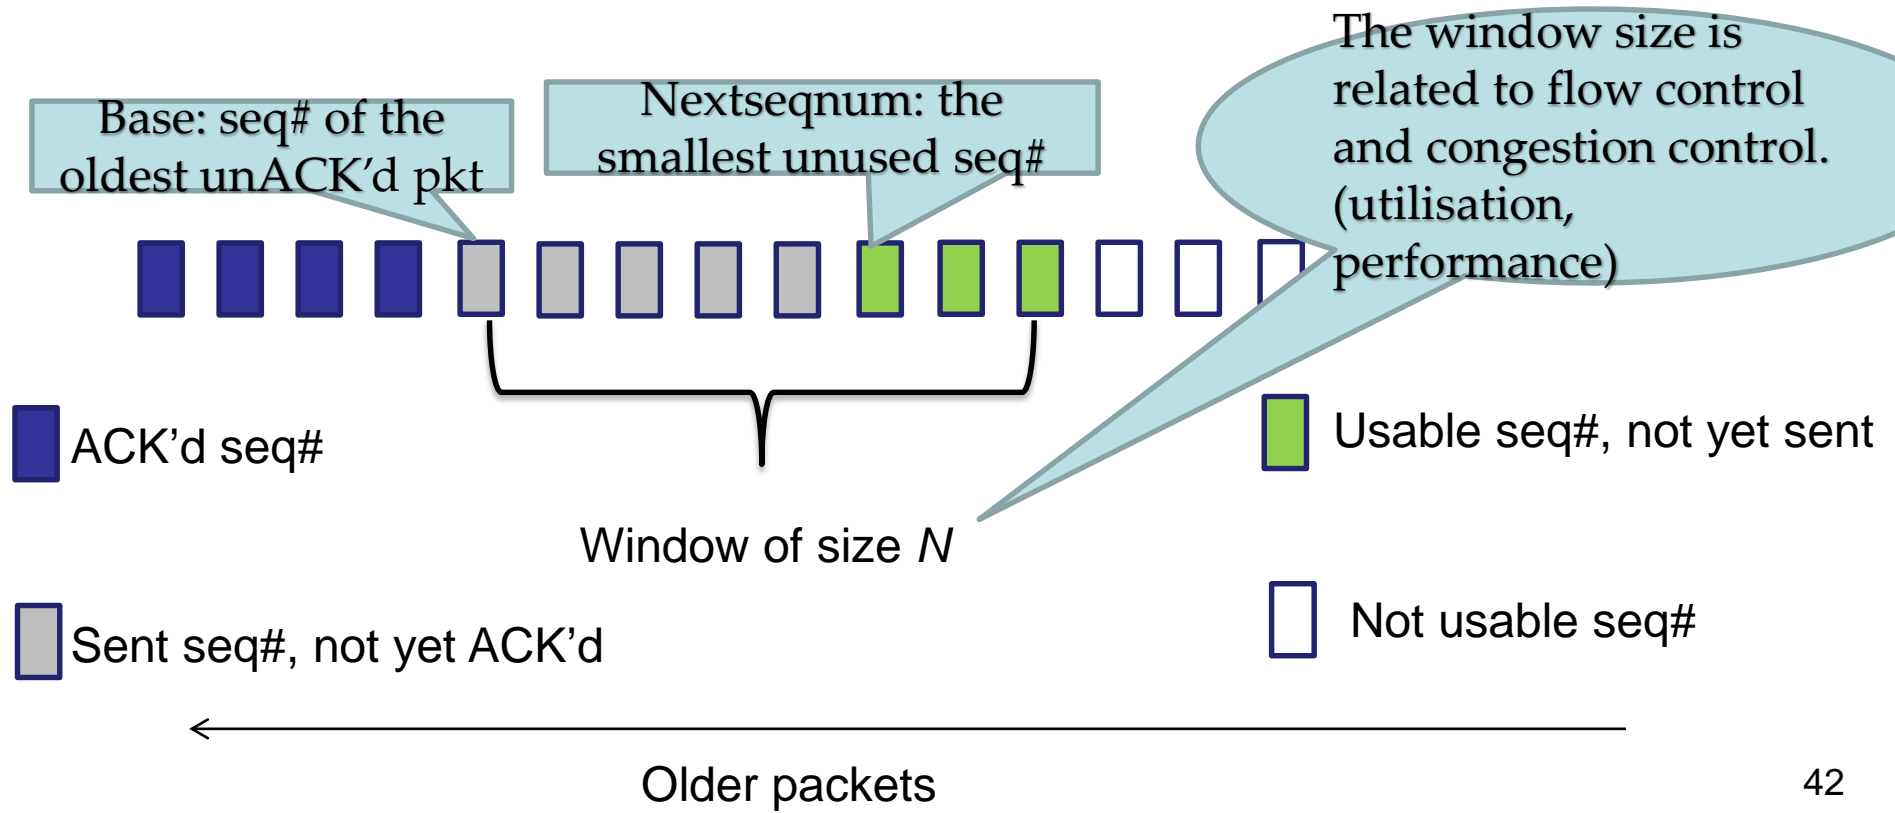 Base: seq# of the
oldest unACK’d pkt
Nextseqnum: the
smallest unused seq#
The window size is
related to flow control
and congestion control.
(utilisation,
performance)
ACK’d seq#
Usable seq#, not yet sent
Window of size N
Sent seq#, not yet ACK’d
Not usable seq#
Older packets
42